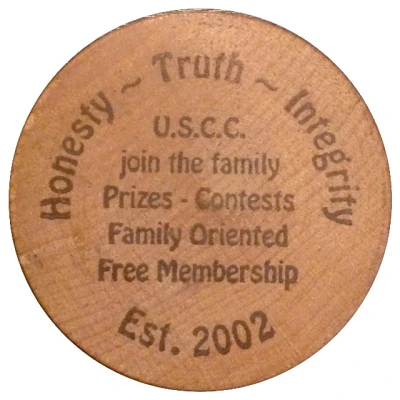 Honesty ~ Truth ~ Integrity
U.S.C.C.
join the family
Prizes - Contests
Family Oriented
Free Membership
Est. 2002